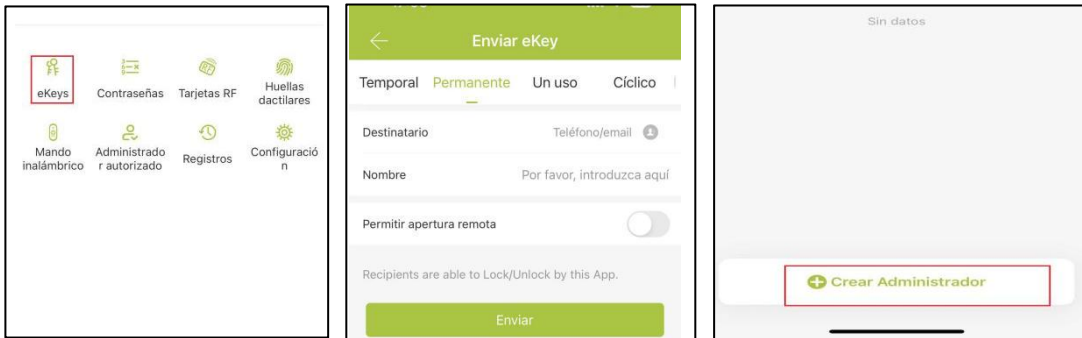 eKeys
Contraseñas
Tarjetas RF
Huellas
dactilares
Mando
inalámbrico
Administrado
r autorizado
Registros
Configuració
n
Enviar eKey
Temporal Permanente Un uso Cíclico
Destinatario Teléfono/email
Nombre Por favor, introduzca aquí
Permitir apertura remota
Recipients are able to Lock/Unlock by this App.
Enviar
Sin datos
Crear Administrador